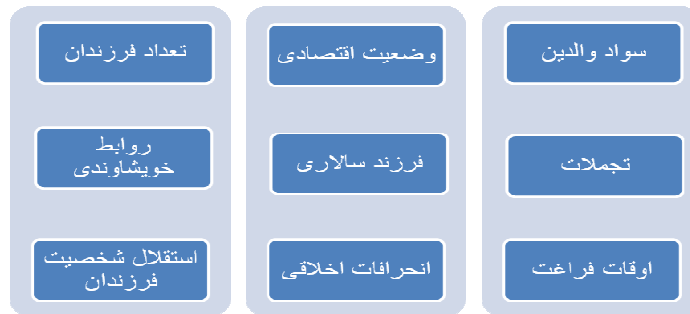 سواد والدین
تجملات
اوقات فراغت
وضعیت اقتصادی
فرزند سالاری
انحرافات اخلاقی
تعداد فرزندان
روابط
خویشاوندی
استقلال شخصیت
فرزندان